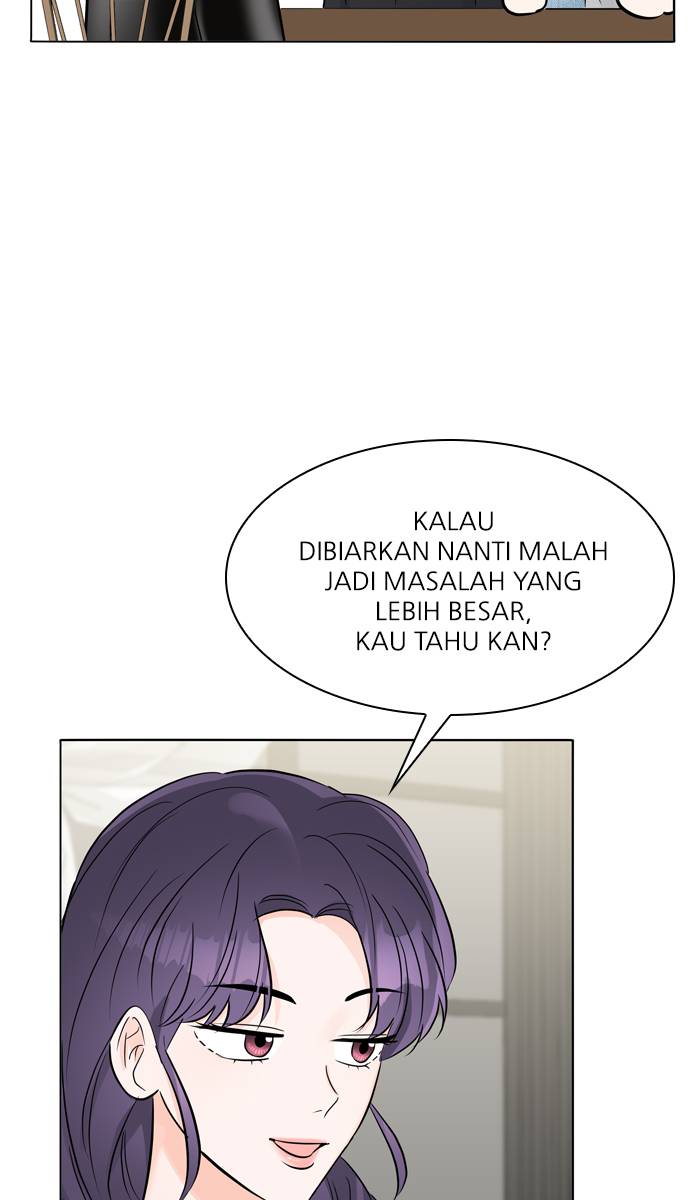 KALAU
DIBIARKAN NANTI MALAH
JADI MASALAH YANG
LEBIH BESAR,
KAU TAHU KAN?